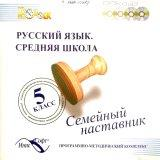 РУССКИЙ ЯЗЫК.
СРЕДНЯЯ ШКОЛА
5 КЛАСС
Семейный
наставник
ПРОГРАММНО-МЕТОДИЧЕСКИЙ КОМПЛЕКС